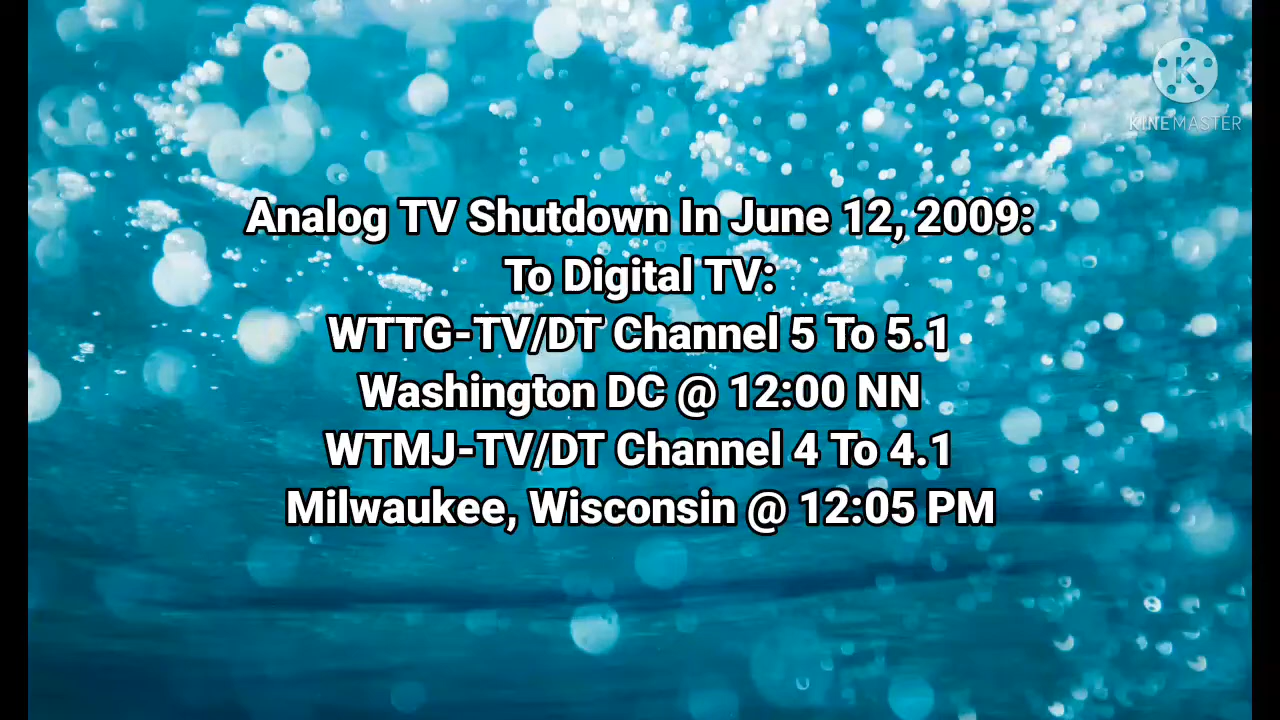 K
KINEMASTER
Analog TV Shutdown In June 12, 2009:
To Digital TV:
WTTG-TV/DT Channel 5 To 5.1
Washington DC @ 12:00 NN
WTMJ-TV/DT Channel 4 To 4.1
Milwaukee, Wisconsin @ 12:05 PM